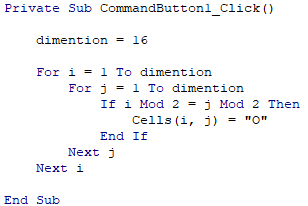 Private Sub CommandButton1_Click()
dimention = 16
For i = 1 To dimention
For j = 1 To dimention
If i Mod 2 = j Mod 2 Then
Cells(i, j) = "O"
End If
Next j
Next i
End Sub